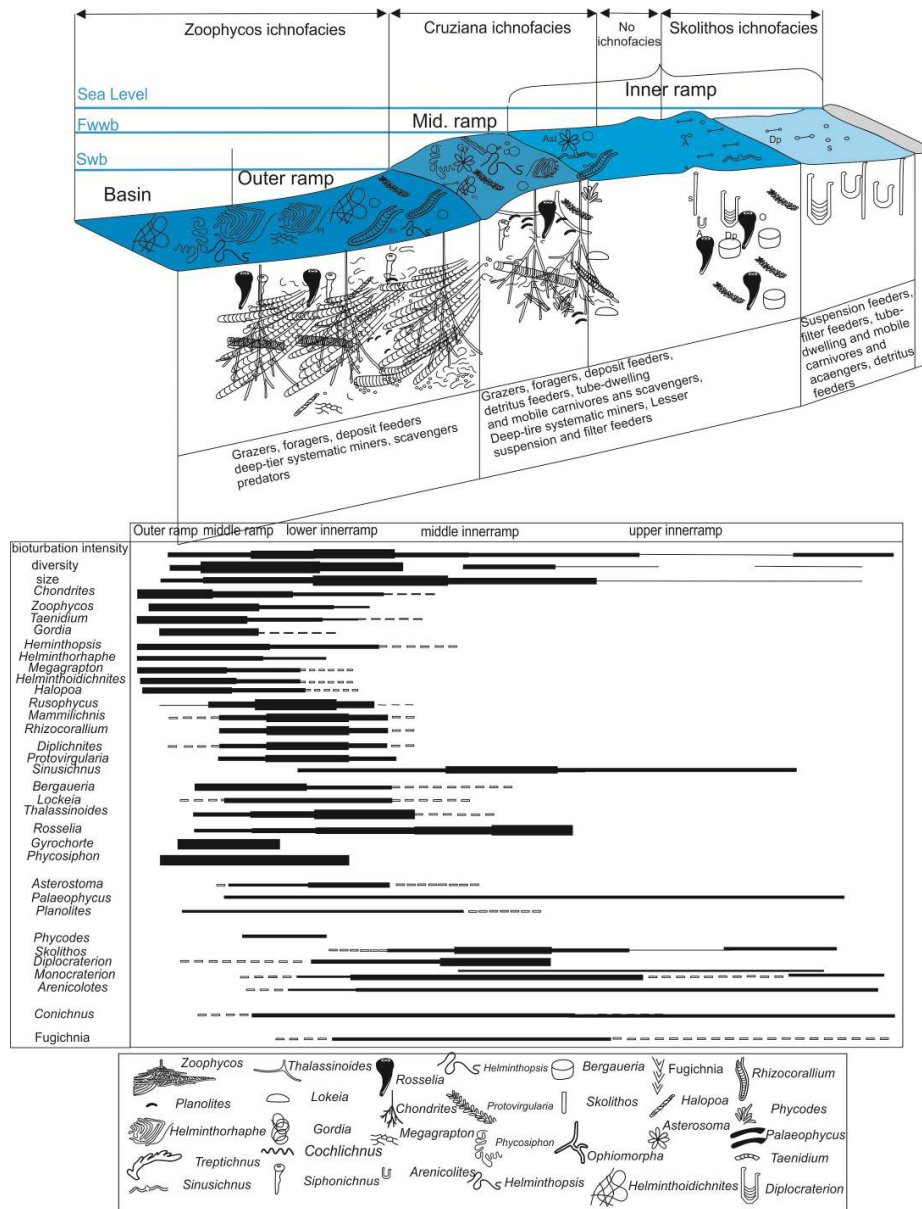 Zoophycos ichnofacies
Cruziana ichnofacies
No
ichnofacies
Skolithos ichnofacies
Sea Level
Inner ramp
Fwwb
Mid. ramp
Swb
Outer ramp
Basin
Ast
A
Dp
s
H
s
A
Dp
Grazers, foragers, deposit feeders
deep-tier systematic miners, scavengers
predators
Grazers, foragers, deposit feeders,
detritus feeders, tube-dwelling
and mobile carnivores ans scavengers,
Deep-tire systematic miners, Lesser
suspension and filter feeders
Suspension feeders,
filter feeders, tube-
dwelling and mobile
carnivores and
acaengers, detritus
feeders
Outer ramp
middle ramp
lower innerramp
middle innerramp
upper innerramp
bioturbation intensity
diversity
size
Chondrites
Zoophycos
Taenidium
Gordia
Heminthopsis
Helminthorhaphe
Megagrapton
Helminthoidichnites
Halopoa
Rusophycus
Mammilichnis
Rhizocorallium
Diplichnites
Protovirgularia
Sinusichnus
Bergaueria
Lockeia
Thalassinoides
Rosselia
Gyrochorte
Phycosiphon
Asterostoma
Palaeophycus
Planolites
Phycodes
Skolithos
Diplocraterion
Monocraterion
Arenicolotes
Conichnus
Fugichnia
Zoophycos
Thalassinoides
Rosselia
Helminthopsis
Bergaueria
Fugichnia
Rhizocorallium
Planolites
Lokeia
Chondrites
Protovirgularia
Skolithos
Halopoa
Phycodes
Helminthorhaphe
Gordia
Megagrapton
Phycosiphon
Ophiomorpha
Asterosoma
Palaeophycus
Treptichnus
Cochlichnus
Taenidium
Sinusichnus
Siphonichnus
Arenicolites
Helminthopsis
Helminthoidichnites
Diplocraterion